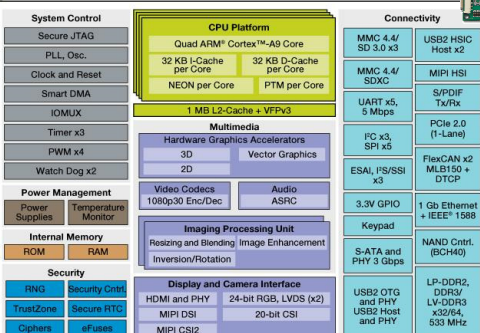 System Control
Secure JTAG
PLL, Osc.
Clock and Reset
Smart DMA
IOMUX
Timer x3
PWM x4
Watch Dog x2
Power Management
Power
Supplies
Temperature
Monitor
Internal Memory
ROM
RAM
Security
RNG
Security Cntrl.
TrustZone
Secure RTC
Ciphers
eFuses
CPU Platform
Quad ARM® Cortex™-A9 Core
32 KB I-Cache
per Core
32 KB D-Cache
per Core
NEON per Core
PTM per Core
1 MB L2-Cache + VFPv3
Multimedia
Hardware Graphics Accelerators
3D
Vector Graphics
2D
Video Codecs
1080p30 Enc/Dec
Audio
ASRC
Imaging Processing Unit
Resizing and Blending
Image Enhancement
Inversion/Rotation
Display and Camera Interface
HDMI and PHY
24-bit RGB, LVDS (x2)
MIPI DSI
20-bit CSI
MIPI CSI2
Connectivity
MMC 4.4/
SD 3.0 x3
MMC 4.4/
SDXC
UART x5,
5 Mbps
I²C x3,
SPI x5
ESAI, I²S/SSI
x3
3.3V GPIO
Keypad
S-ATA and
PHY 3 Gbps
USB2 OTG
and PHY
USB2 Host
and PHY
USB2 HSIC
Host x2
MIPI HSI
S/PDIF
Tx/Rx
PCIe 2.0
(1-Lane)
FlexCAN x2
MLB150 +
DTCP
1 Gb Ethernet
+ IEEE® 1588
NAND Cntrl.
(BCH40)
LP-DDR2,
DDR3/
LV-DDR3
x32/64,
533 MHz